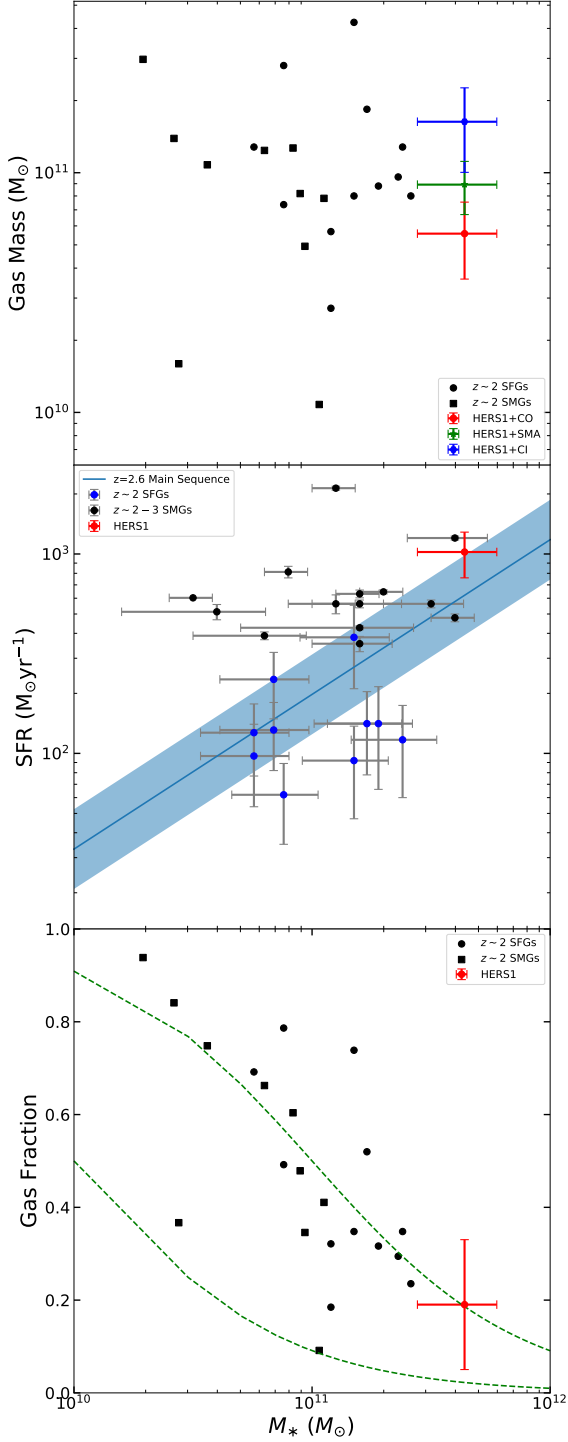 10¹¹
10¹⁰
Gas Mass (M☉)
z ~ 2 SFGs
z ~ 2 SMGs
HERS1+CO
HERS1+SMA
HERS1+CI
z=2.6 Main Sequence
z ~ 2 SFGs
z ~ 2 − 3 SMGs
HERS1
10³
10²
SFR (M☉yr⁻¹)
z ~ 2 SFGs
z ~ 2 SMGs
HERS1
1.0
0.8
0.6
0.4
0.2
0.0
Gas Fraction
10¹⁰ 10¹¹ 10¹²
M∗ (M☉)